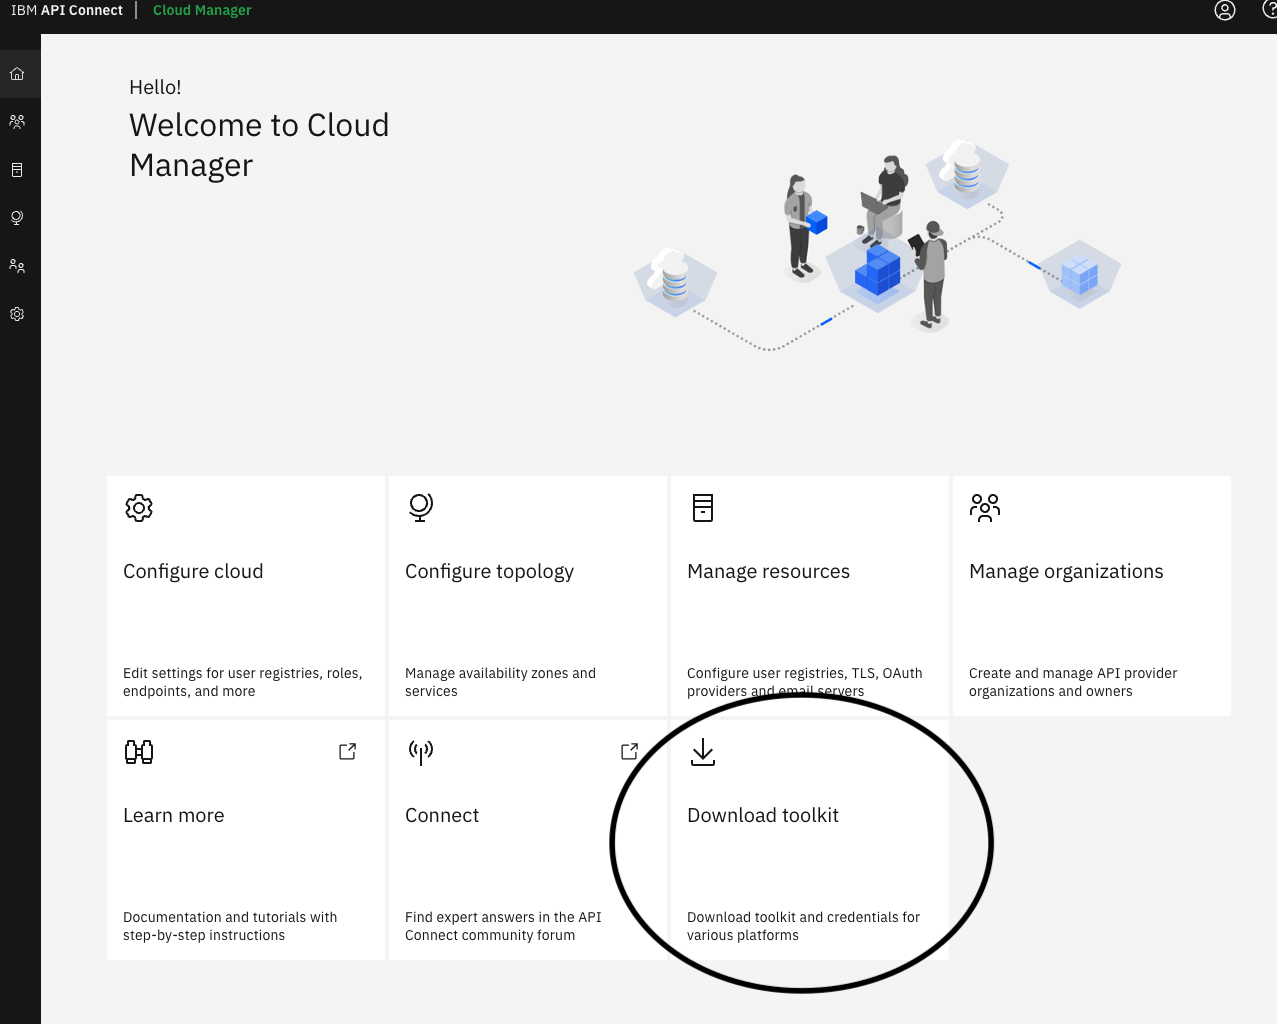 IBM API Connect | Cloud Manager
Hello!
Welcome to Cloud
Manager
Configure cloud
Edit settings for user registries, roles,
endpoints, and more
Configure topology
Manage availability zones and
services
Manage resources
Configure user registries, TLS, OAuth
providers and email servers
Manage organizations
Create and manage API provider
organizations and owners
Learn more
Documentation and tutorials with
step-by-step instructions
Connect
Find expert answers in the API
Connect community forum
Download toolkit
Download toolkit and credentials for
various platforms